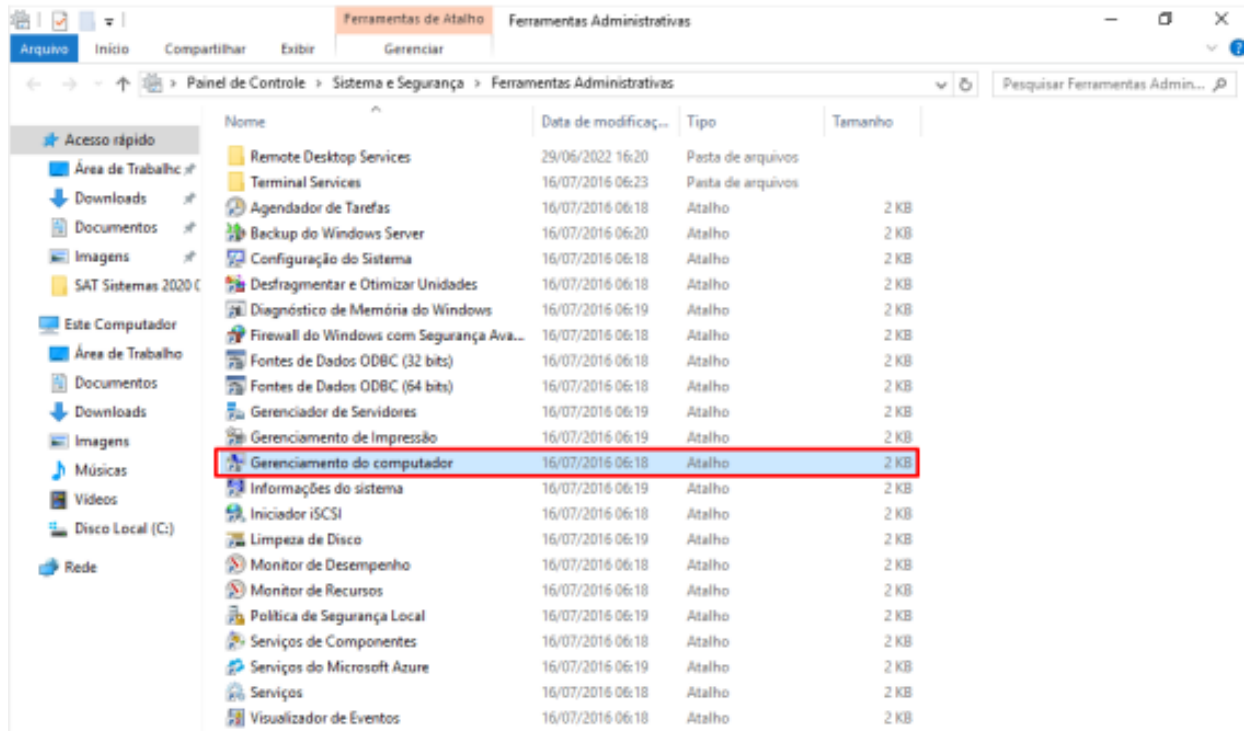 Ferramentas de Atalho Ferramentas Administrativas
Arquivo Início Compartilhar Exibir Gerenciar
Painel de Controle > Sistema e Segurança > Ferramentas Administrativas Pesquisar Ferramentas Admin...
Nome Data de modificaç... Tipo Tamanho
Acesso rápido
Área de Trabalho
Downloads
Documentos
Imagens
SAT Sistemas 2020
Este Computador
Área de Trabalho
Documentos
Downloads
Imagens
Músicas
Vídeos
Disco Local (C:)
Rede
Remote Desktop Services 29/06/2022 16:20 Pasta de arquivos
Terminal Services 16/07/2016 06:23 Pasta de arquivos
Agendador de Tarefas 16/07/2016 06:18 Atalho 2 KB
Backup do Windows Server 16/07/2016 06:20 Atalho 2 KB
Configuração do Sistema 16/07/2016 06:18 Atalho 2 KB
Desfragmentar e Otimizar Unidades 16/07/2016 06:18 Atalho 2 KB
Diagnóstico de Memória do Windows 16/07/2016 06:19 Atalho 2 KB
Firewall do Windows com Segurança Ava... 16/07/2016 06:18 Atalho 2 KB
Fontes de Dados ODBC (32 bits) 16/07/2016 06:18 Atalho 2 KB
Fontes de Dados ODBC (64 bits) 16/07/2016 06:18 Atalho 2 KB
Gerenciador de Servidores 16/07/2016 06:19 Atalho 2 KB
Gerenciamento de Impressão 16/07/2016 06:19 Atalho 2 KB
Gerenciamento do computador 16/07/2016 06:18 Atalho 2 KB
Informações do sistema 16/07/2016 06:19 Atalho 2 KB
Iniciador iSCSI 16/07/2016 06:18 Atalho 2 KB
Limpeza de Disco 16/07/2016 06:19 Atalho 2 KB
Monitor de Desempenho 16/07/2016 06:18 Atalho 2 KB
Monitor de Recursos 16/07/2016 06:18 Atalho 2 KB
Política de Segurança Local 16/07/2016 06:19 Atalho 2 KB
Serviços de Componentes 16/07/2016 06:18 Atalho 2 KB
Serviços do Microsoft Azure 16/07/2016 06:19 Atalho 2 KB
Serviços 16/07/2016 06:18 Atalho 2 KB
Visualizador de Eventos 16/07/2016 06:18 Atalho 2 KB